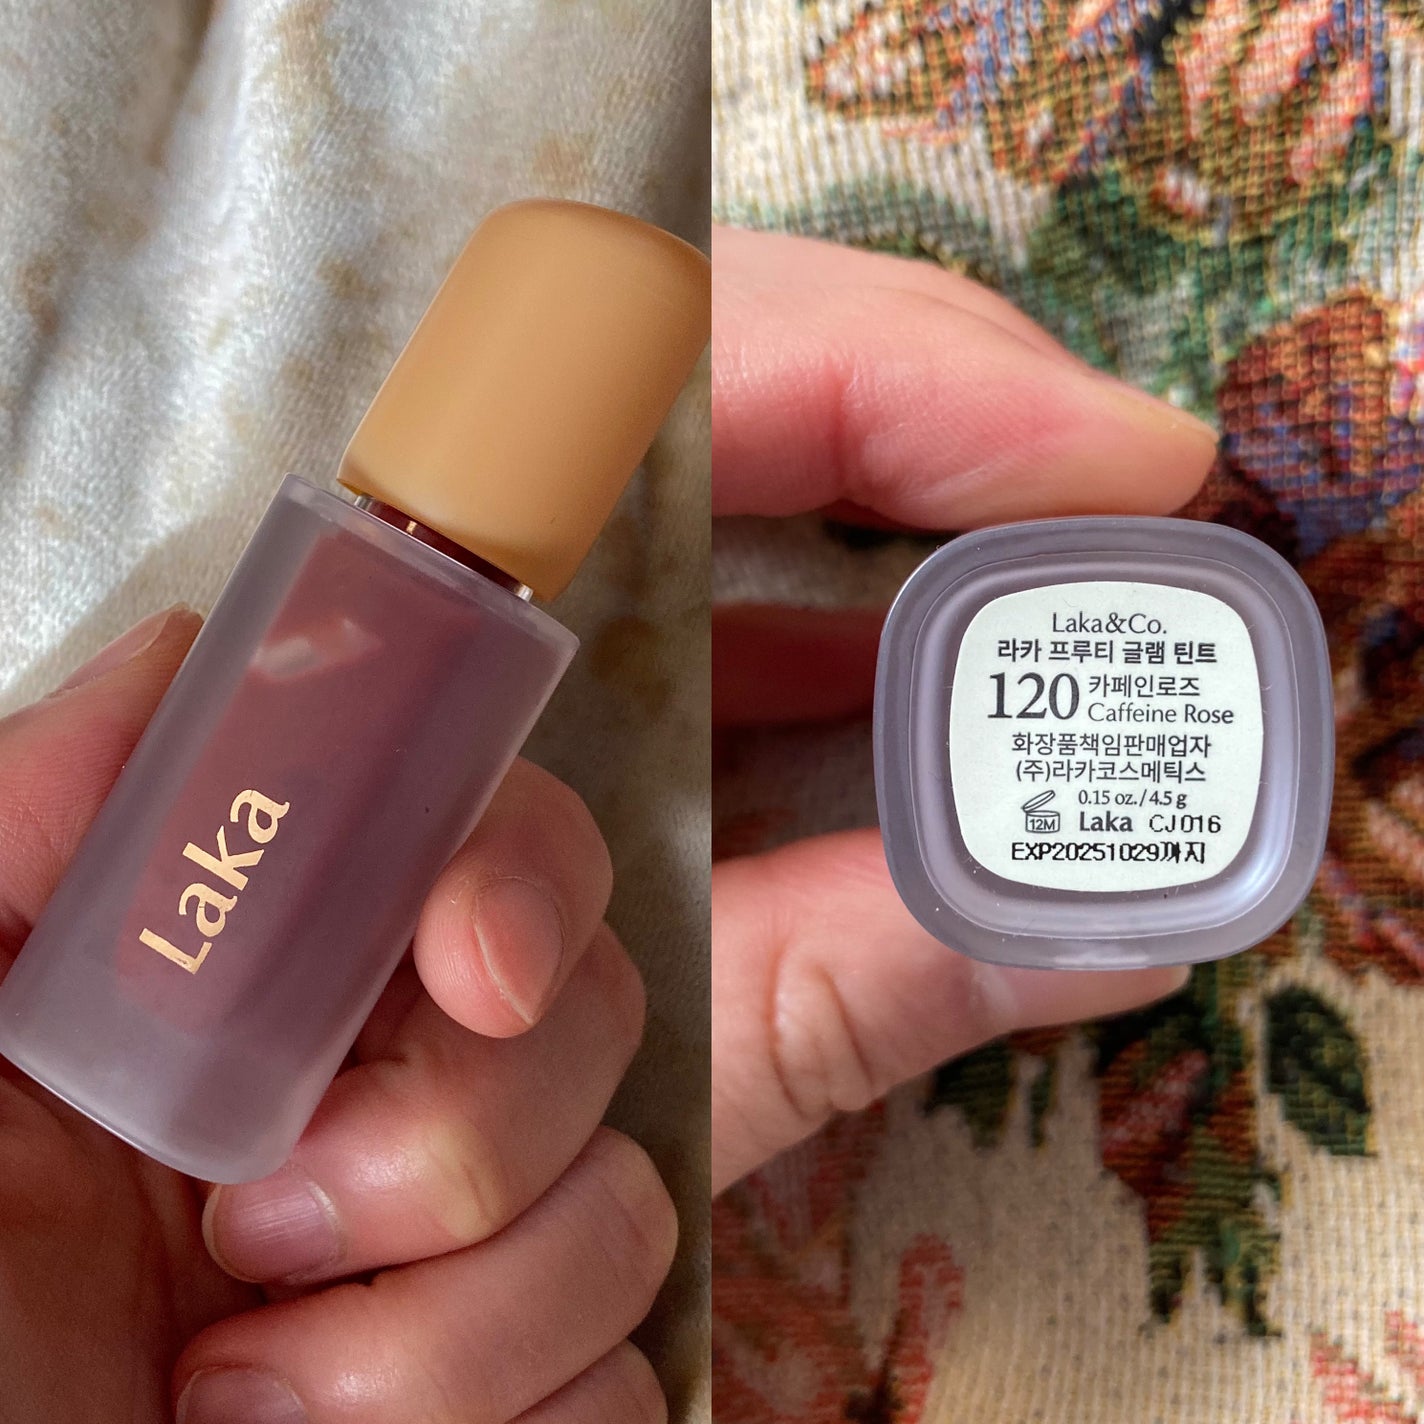 Laka
Laka&Co.
라카 프루티 글램 틴트
120 카페인로즈
Caffeine Rose
화장품책임판매업자
(주)라카코스메틱스
0.15 oz./4.5 g
12M Laka CJ016
EXP20251029까지